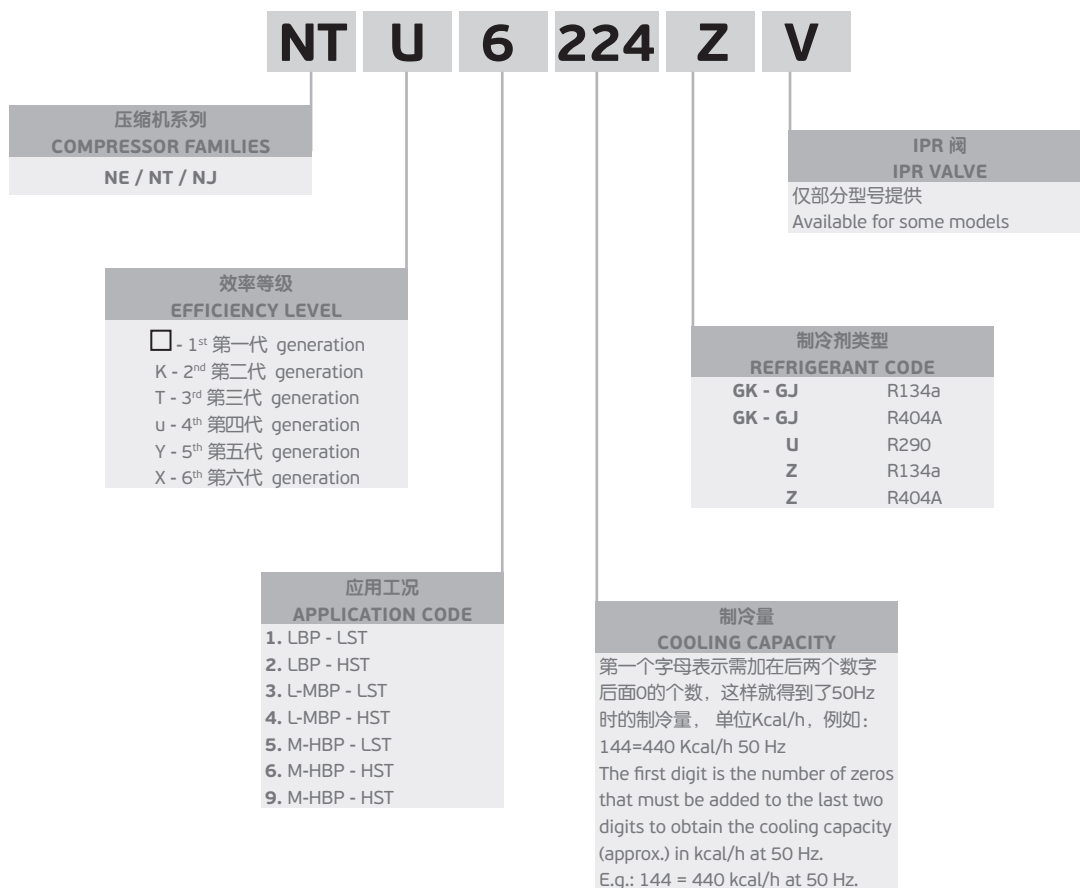 NT U 6 224 Z V
压缩机系列
COMPRESSOR FAMILIES
NE / NT / NJ
IPR 阀
IPR VALVE
仅部分型号提供
Available for some models
效率等级
EFFICIENCY LEVEL
□ - 1st 第一代 generation
K - 2nd 第二代 generation
T - 3rd 第三代 generation
u - 4th 第四代 generation
Y - 5th 第五代 generation
X - 6th 第六代 generation
制冷剂类型
REFRIGERANT CODE
GK - GJ R134a
GK - GJ R404A
U R290
Z R134a
Z R404A
应用工况
APPLICATION CODE
1. LBP - LST
2. LBP - HST
3. L-MBP - LST
4. L-MBP - HST
5. M-HBP - LST
6. M-HBP - HST
9. M-HBP - HST
制冷量
COOLING CAPACITY
第一个字母表示需加在后两个数字
后面0的个数，这样就得到了50Hz
时的制冷量， 单位Kcal/h，例如：
144=440 Kcal/h 50 Hz
The first digit is the number of zeros
that must be added to the last two
digits to obtain the cooling capacity
(approx.) in kcal/h at 50 Hz.
E.g.: 144 = 440 kcal/h at 50 Hz.